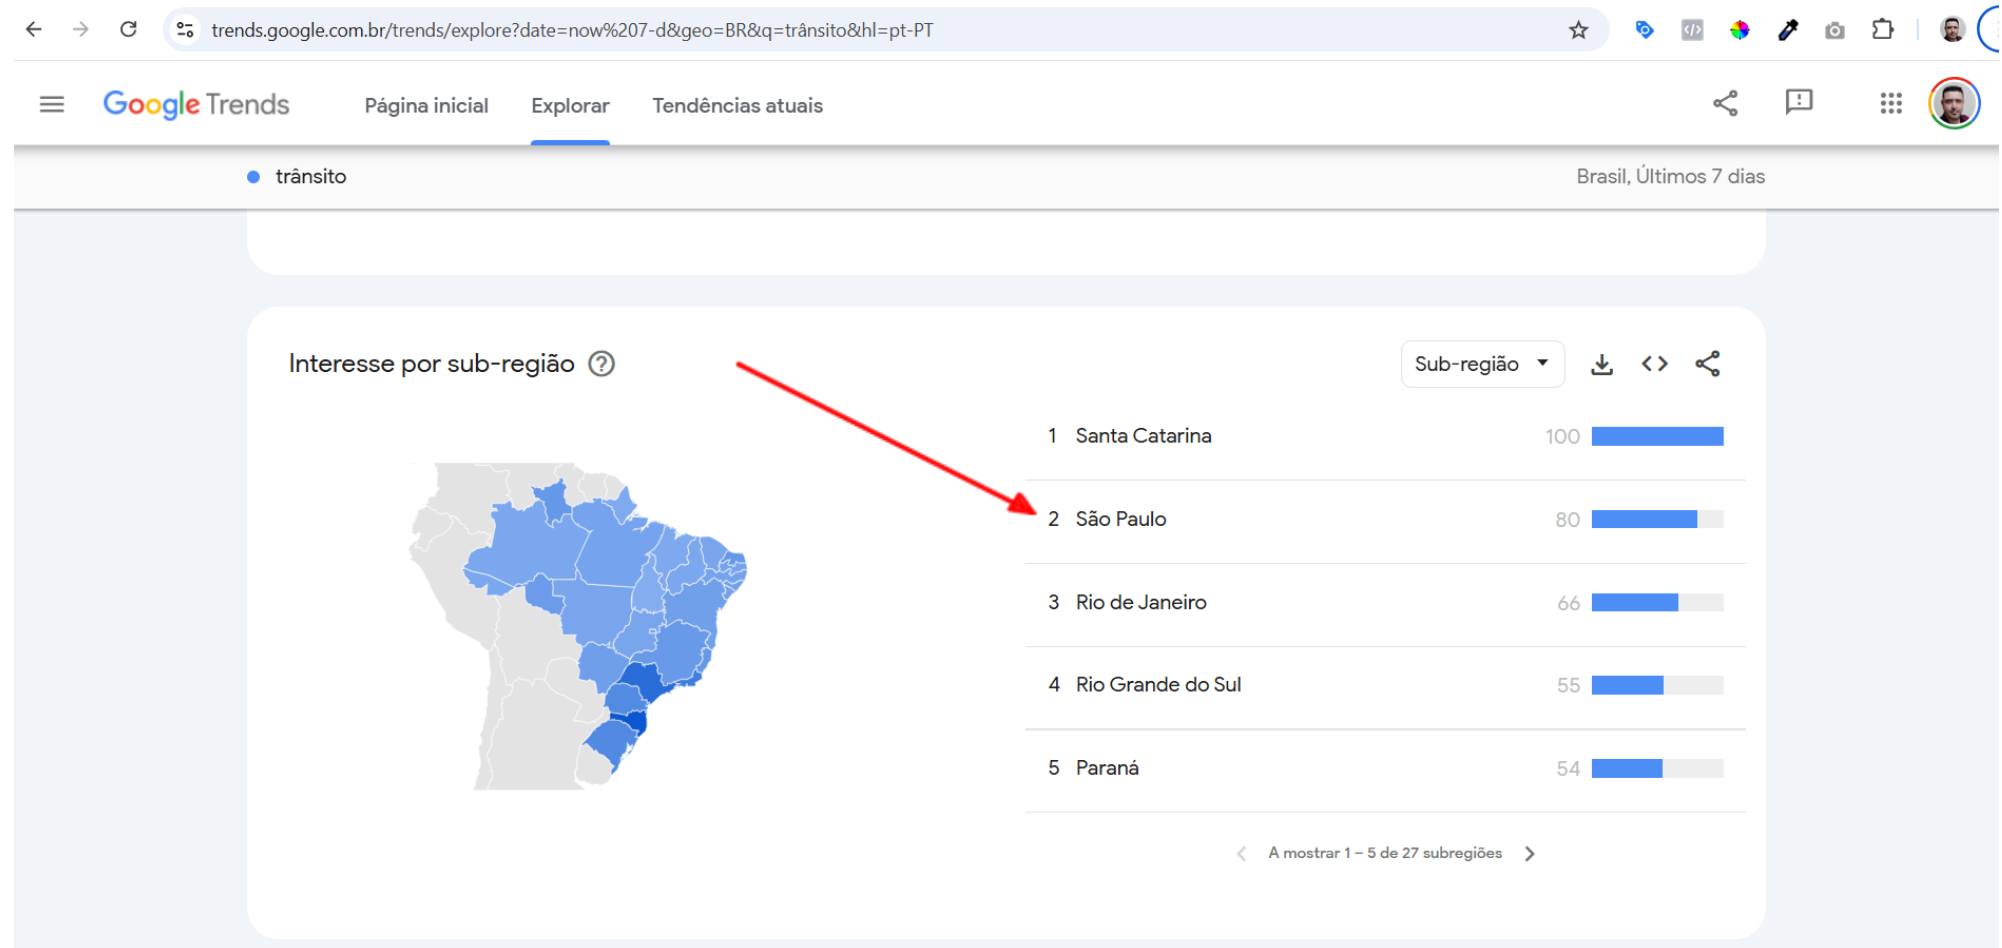 trends.google.com.br/trends/explore?date=now%207-d&geo=BR&q=trânsito&hl=pt-PT
Google Trends
Página inicial
Explorar
Tendências atuais
trânsito
Brasil, Últimos 7 dias
Interesse por sub-região
Sub-região
1 Santa Catarina 100
2 São Paulo 80
3 Rio de Janeiro 66
4 Rio Grande do Sul 55
5 Paraná 54
A mostrar 1 – 5 de 27 subregiões